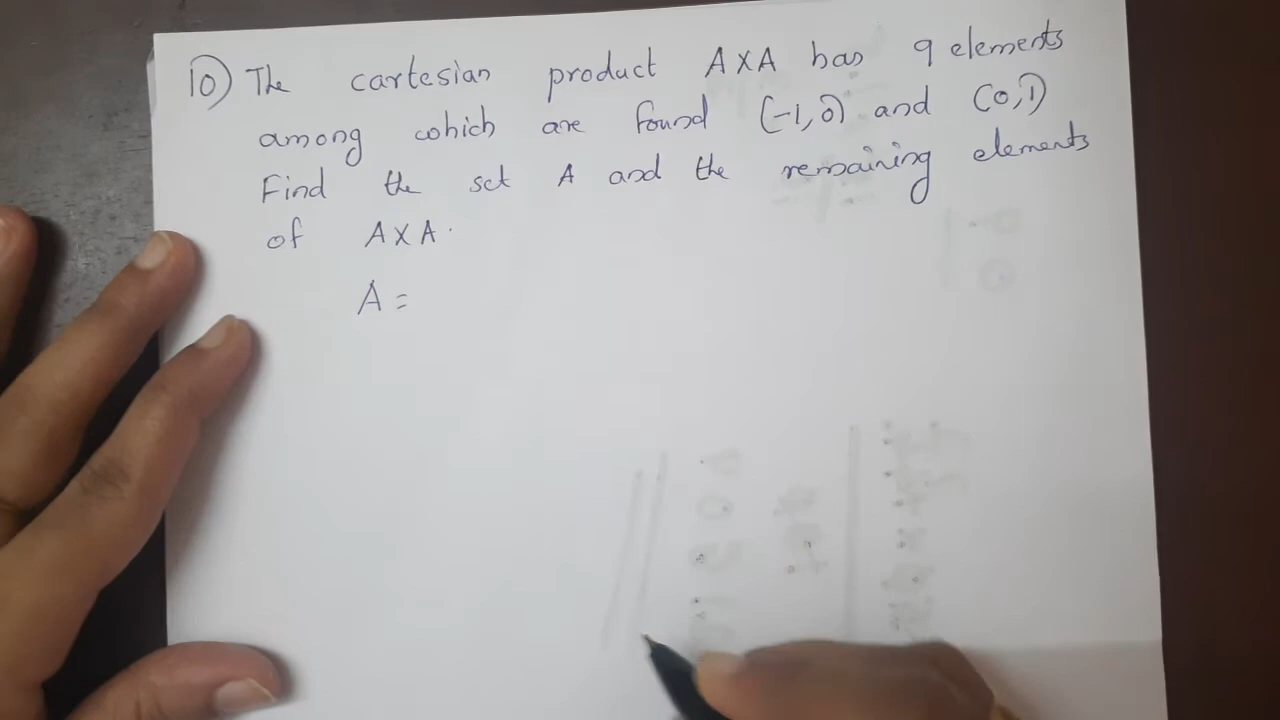 10) The cartesian product A X A has 9 elements
among which are found (-1,0) and (0,1)
Find the set A and the remaining elements
of A X A.
A =